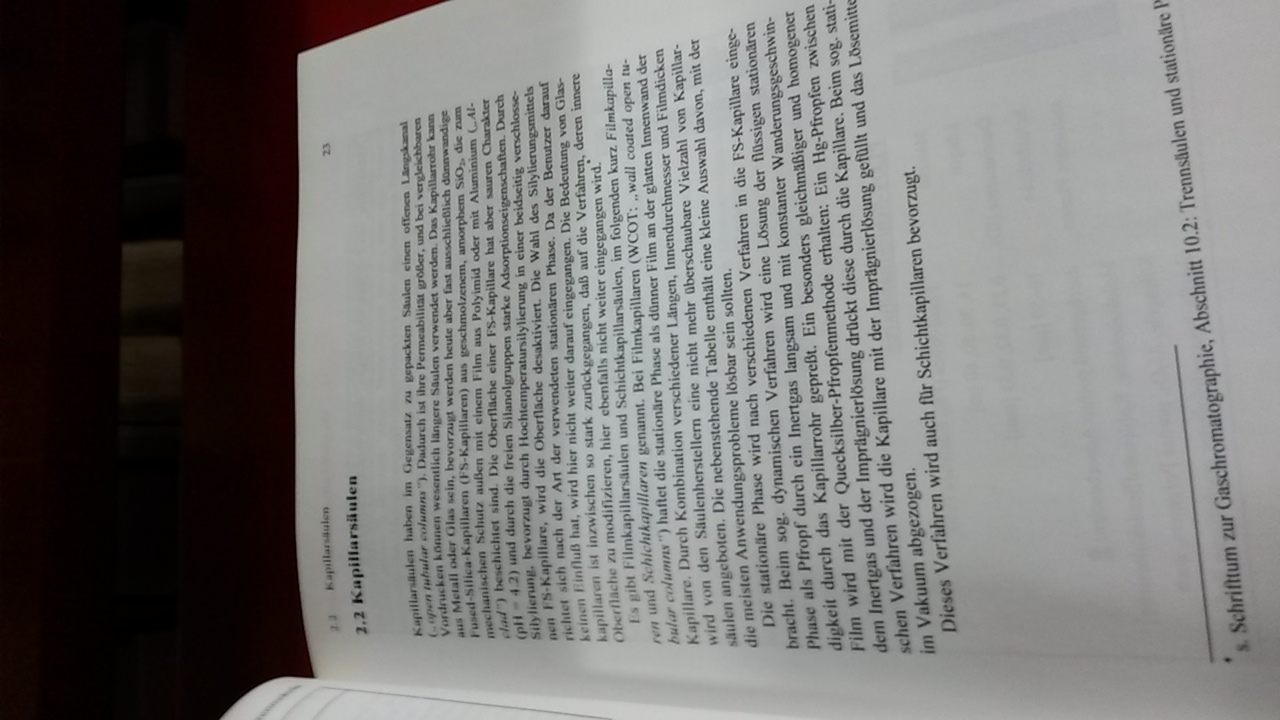 2.2 Kapillarsäulen 23
2.2 Kapillarsäulen
Kapillarsäulen haben im Gegensatz zu gepackten Säulen einen offenen Längskanal
(„open tubular columns"). Dadurch ist ihre Permeabilität größer, und bei vergleichbaren
Vordrucken können wesentlich längere Säulen verwendet werden. Das Kapillarrohr kann
aus Metall oder Glas sein, bevorzugt werden heute aber fast ausschließlich dünnwandige
Fused-Silica-Kapillaren (FS-Kapillaren) aus geschmolzenem, amorphem SiO₂, die zum
mechanischen Schutz außen mit einem Film aus Polyimid oder mit Aluminium („Al-
clad") beschichtet sind. Die Oberfläche einer FS-Kapillare hat aber sauren Charakter
(pH = 4.2) und durch die freien Silanolgruppen starke Adsorptionseigenschaften. Durch
Silylierung, bevorzugt durch Hochtemperatursilylierung in einer beidseitig verschlosse-
nen FS-Kapillare, wird die Oberfläche desaktiviert. Die Wahl des Silylierungsmittels
richtet sich nach der Art der verwendeten stationären Phase. Da der Benutzer darauf
keinen Einfluß hat, wird hier nicht weiter darauf eingegangen. Die Bedeutung von Glas-
kapillaren ist inzwischen so stark zurückgegangen, daß auf die Verfahren, deren innere
Oberfläche zu modifizieren, hier ebenfalls nicht weiter eingegangen wird.*
Es gibt Filmkapillarsäulen und Schichtkapillarsäulen, im folgenden kurz Filmkapilla-
ren und Schichtkapillaren genannt. Bei Filmkapillaren (WCOT: „wall coated open tu-
bular columns") haftet die stationäre Phase als dünner Film an der glatten Innenwand der
Kapillare. Durch Kombination verschiedener Längen, Innendurchmesser und Filmdicken
wird von den Säulenherstellern eine nicht mehr überschaubare Vielzahl von Kapillar-
säulen angeboten. Die nebenstehende Tabelle enthält eine kleine Auswahl davon, mit der
die meisten Anwendungsprobleme lösbar sein sollten.
Die stationäre Phase wird nach verschiedenen Verfahren in die FS-Kapillare einge-
bracht. Beim sog. dynamischen Verfahren wird eine Lösung der flüssigen stationären
Phase als Pfropf durch ein Inertgas langsam und mit konstanter Wanderungsgeschwin-
digkeit durch das Kapillarrohr gepreßt. Ein besonders gleichmäßiger und homogener
Film wird mit der Quecksilber-Pfropfenmethode erhalten: Ein Hg-Pfropfen zwischen
dem Inertgas und der Imprägnierlösung drückt diese durch die Kapillare. Beim sog. stati-
schen Verfahren wird die Kapillare mit der Imprägnierlösung gefüllt und das Lösemitte
im Vakuum abgezogen.
Dieses Verfahren wird auch für Schichtkapillaren bevorzugt.
* s. Schrifttum zur Gaschromatographie, Abschnitt 10.2: Trennsäulen und stationäre P